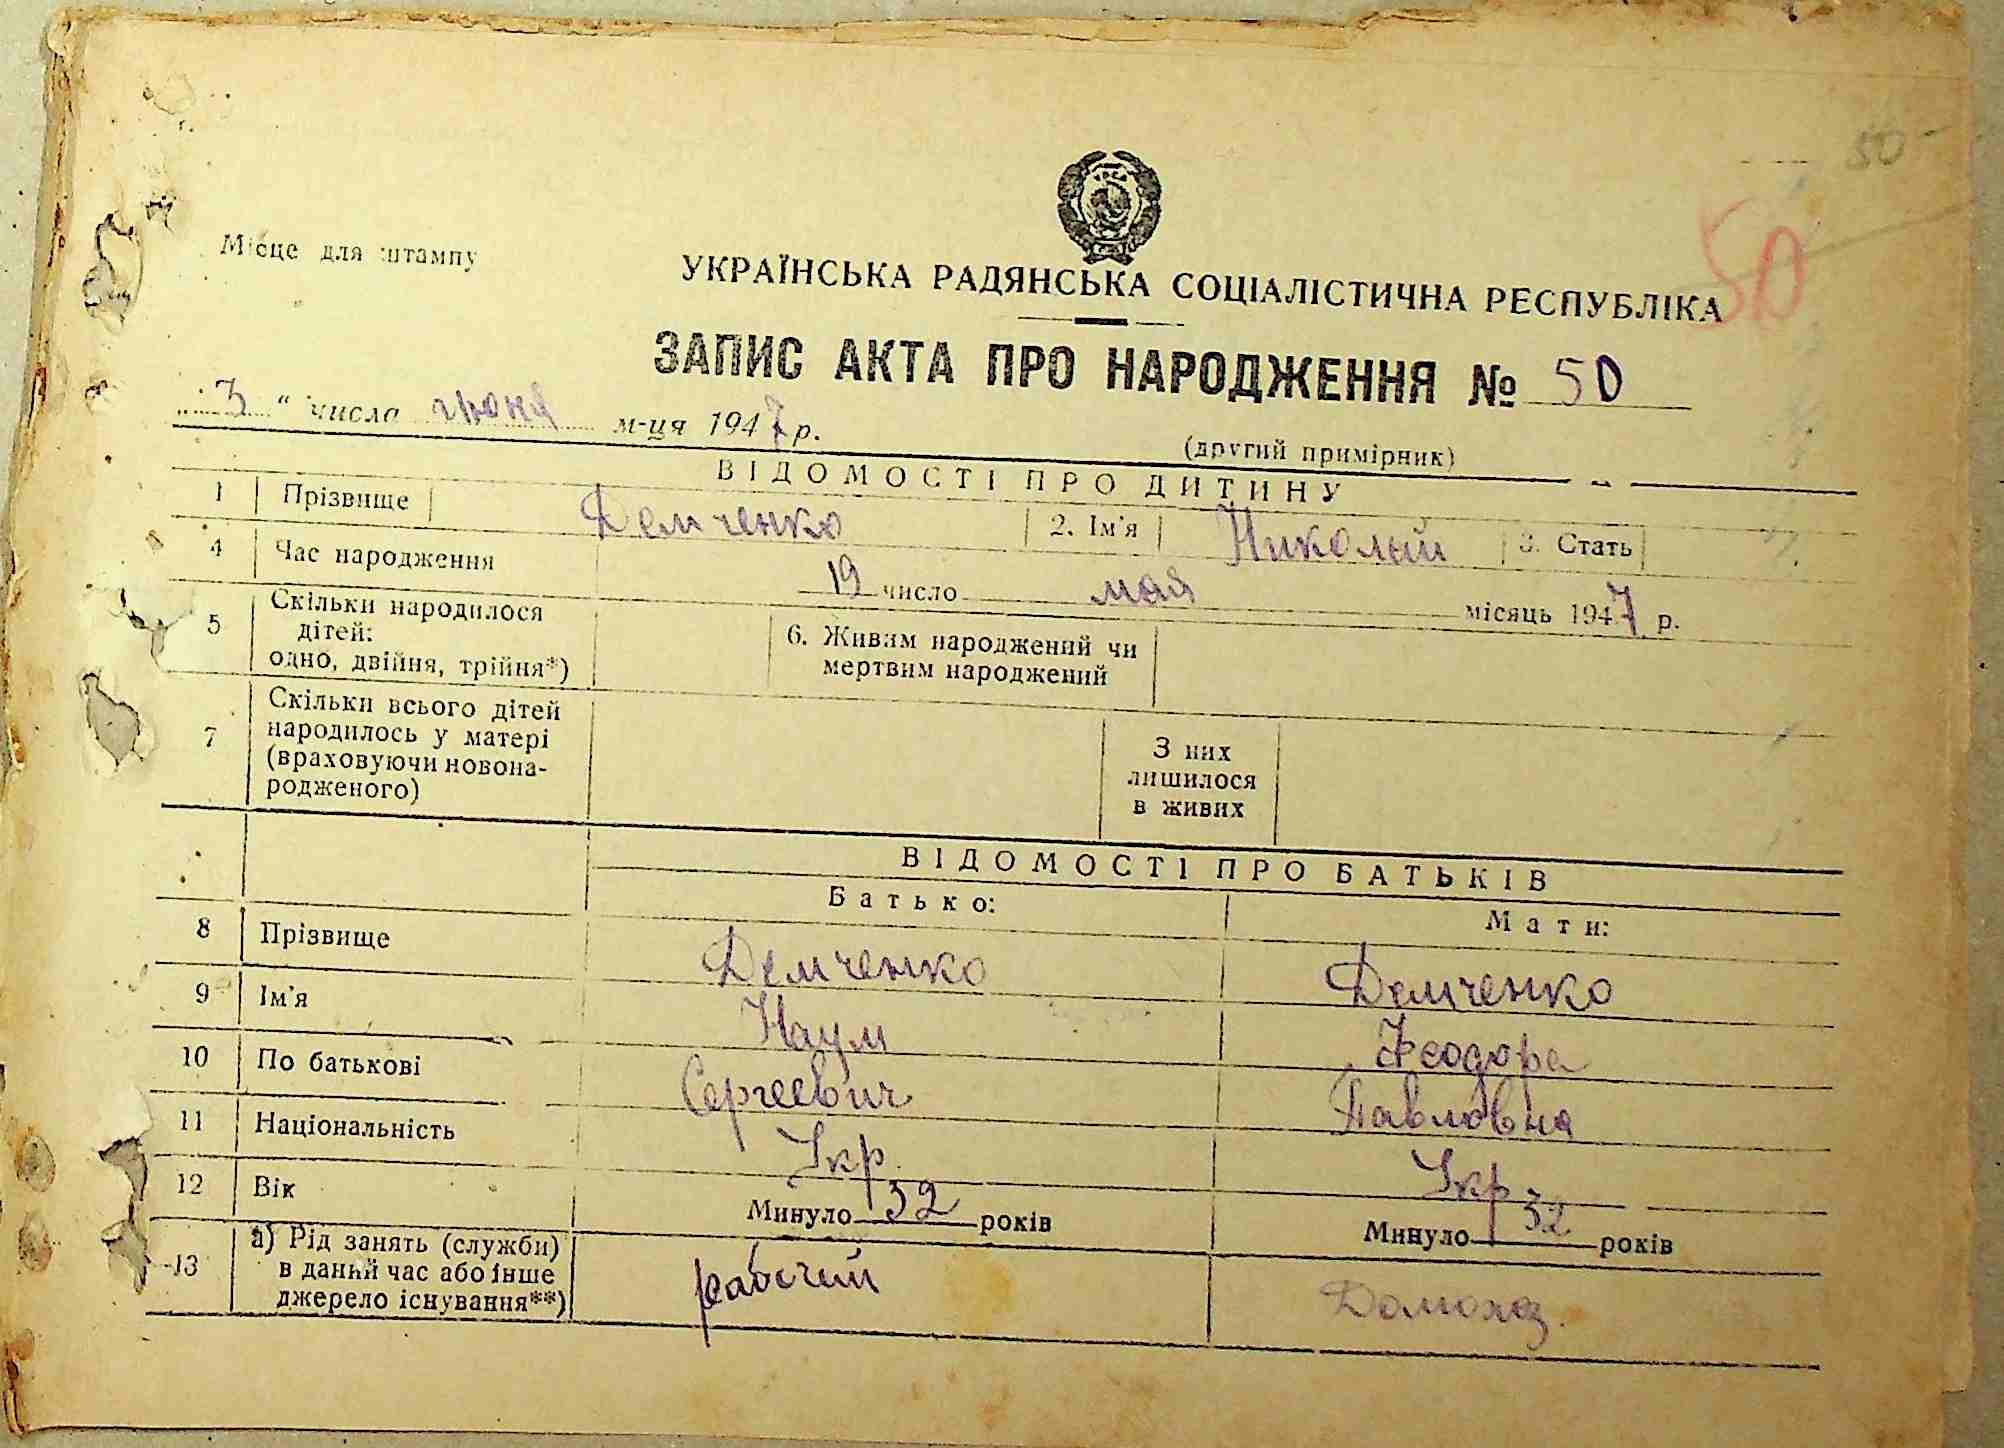 50
50
Місце для штампу
УКРАЇНСЬКА РАДЯНСЬКА СОЦІАЛІСТИЧНА РЕСПУБЛІКА
ЗАПИС АКТА ПРО НАРОДЖЕННЯ № 50
„3“ числа июня м-ця 1947 р.
(другий примірник)
ВІДОМОСТІ ПРО ДИТИНУ
1 Прізвище Демченко 2. Ім'я Николай 3. Стать
4 Час народження 19 число мая місяць 1947 р.
5 Скільки народилося дітей: одно, двійня, трійня*) 6. Живим народжений чи мертвим народжений
7 Скільки всього дітей народилось у матері (враховуючи новона-родженого) З них лишилося в живих
ВІДОМОСТІ ПРО БАТЬКІВ
Батько: Мати:
8 Прізвище Демченко Демченко
9 Ім'я Наум Феодора
10 По батькові Сергеевич Павловна
11 Національність Укр. Укр.
12 Вік Минуло 32 років Минуло 32 років
13 а) Рід занять (служби) в даний час або інше джерело існування**) рабочий Домохоз.